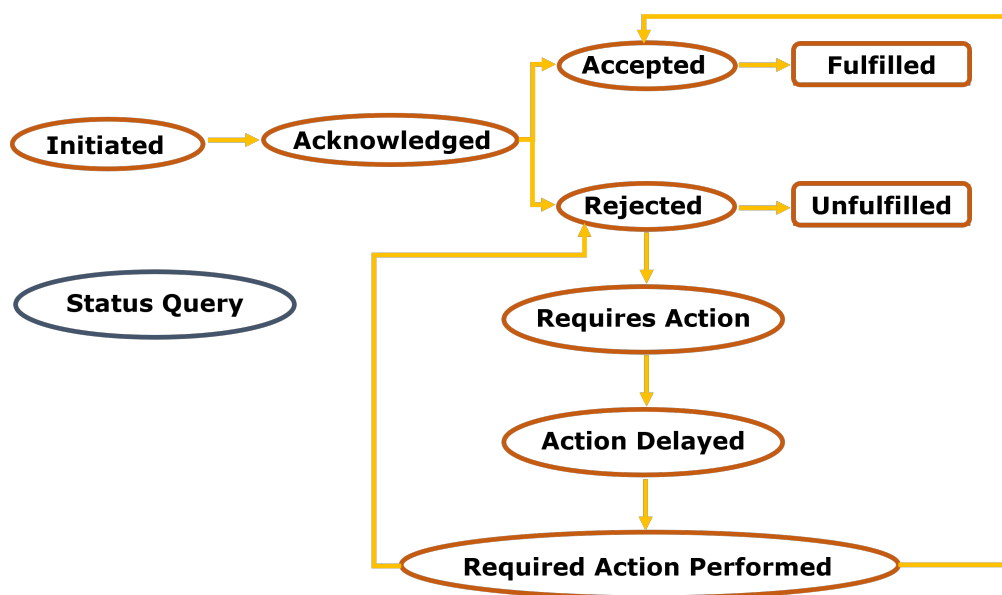 Accepted
Fulfilled
Initiated
Acknowledged
Rejected
Unfulfilled
Status Query
Requires Action
Action Delayed
Required Action Performed